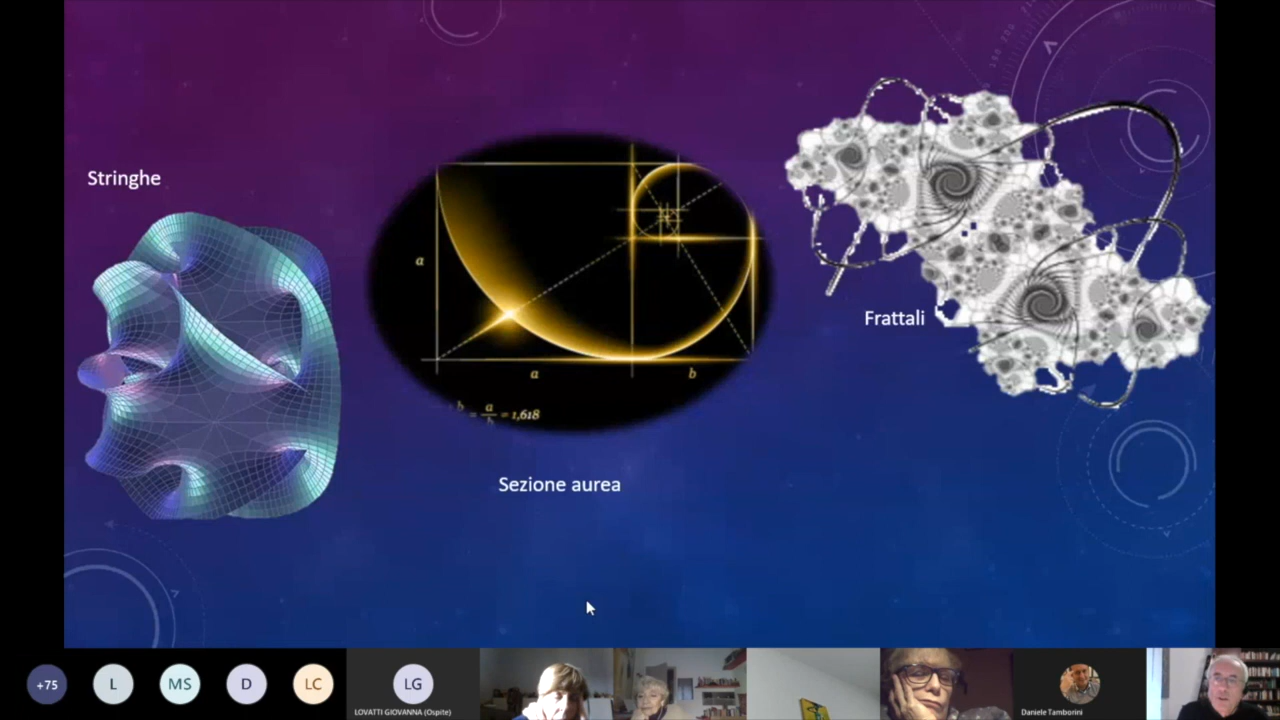 Stringhe
a
a
b
b = a/b = 1,618
Sezione aurea
Frattali
+75
L
MS
D
LC
LG
LOVATTI GIOVANNA (Ospite)
Daniele Tamborini